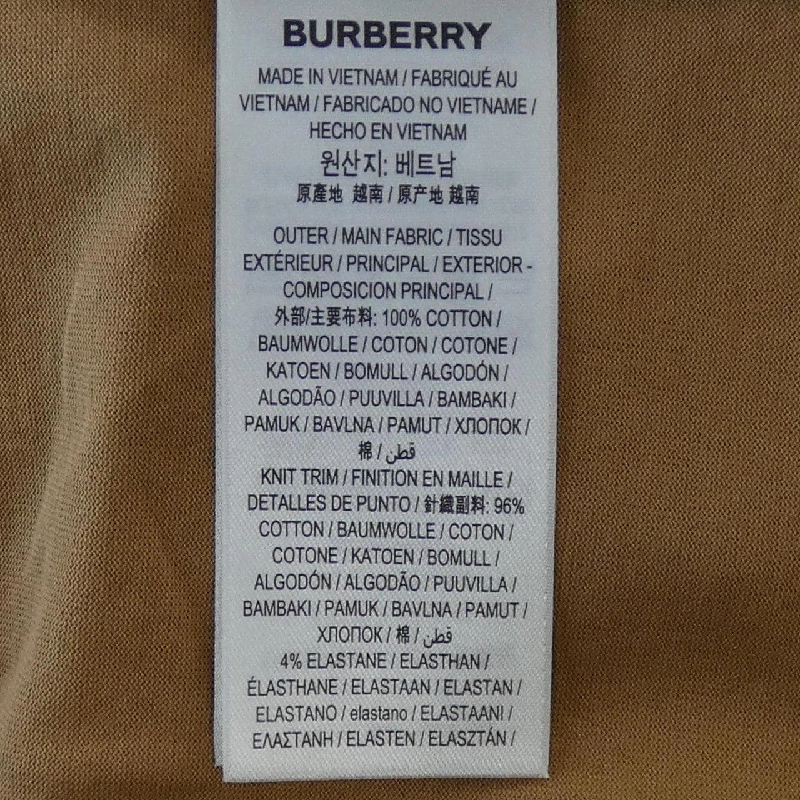 BURBERRY
MADE IN VIETNAM / FABRIQUÉ AU
VIETNAM / FABRICADO NO VIETNAME /
HECHO EN VIETNAM
원산지: 베트남
原產地 越南 / 原产地 越南
OUTER / MAIN FABRIC / TISSU
EXTÉRIEUR / PRINCIPAL / EXTERIOR -
COMPOSICION PRINCIPAL /
外部/主要布料: 100% COTTON /
BAUMWOLLE / COTON / COTONE /
KATOEN / BOMULL / ALGODÓN /
ALGODÃO / PUUVILLA / BAMBAKI /
PAMUK / BAVLNA / PAMUT / ХЛОПОК /
棉 / قطن
KNIT TRIM / FINITION EN MAILLE /
DETALLES DE PUNTO / 針織副料: 96%
COTTON / BAUMWOLLE / COTON /
COTONE / KATOEN / BOMULL /
ALGODÓN / ALGODÃO / PUUVILLA /
BAMBAKI / PAMUK / BAVLNA / PAMUT /
ХЛОПОК / 棉 / قطن
4% ELASTANE / ELASTHAN /
ÉLASTHANE / ELASTAAN / ELASTAN /
ELASTANO / elastano / ELASTAANI /
ΕΛΑΣΤΑΝΗ / ELASTEN / ELASZTÁN /